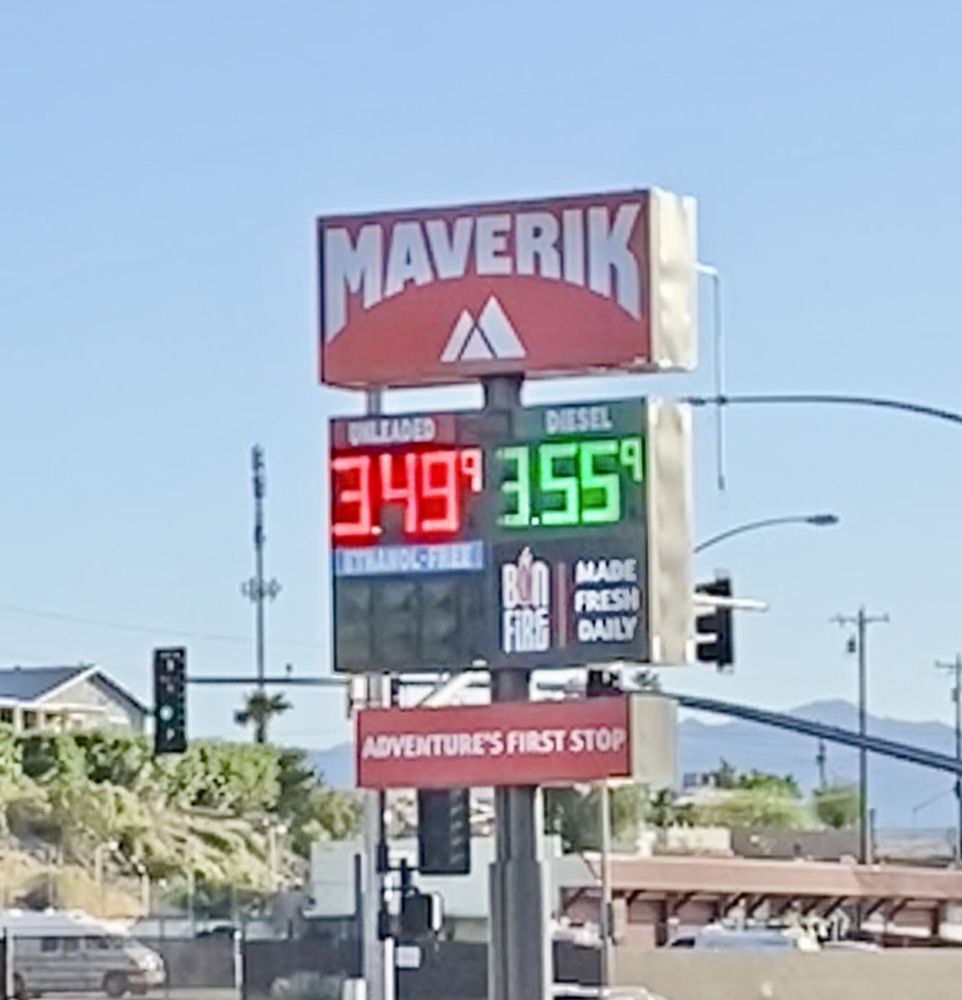 MAVERIK
UNLEADED
3.49⁹
DIESEL
3.55⁹
ETHANOL-FREE
BON
FIRE
MADE
FRESH
DAILY
ADVENTURE'S FIRST STOP